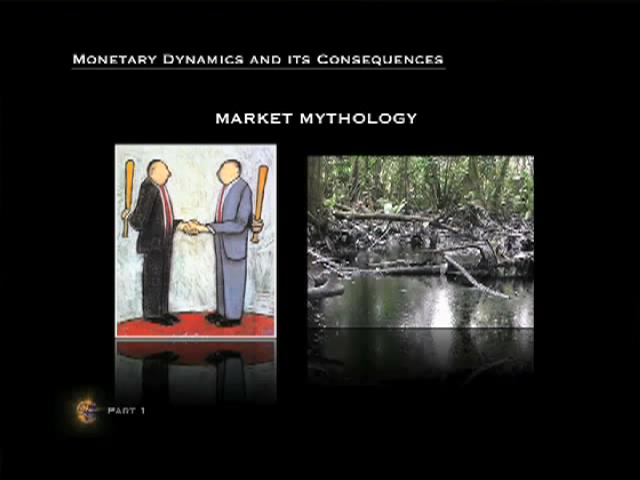 MONETARY DYNAMICS AND ITS CONSEQUENCES
MARKET MYTHOLOGY
PART 1